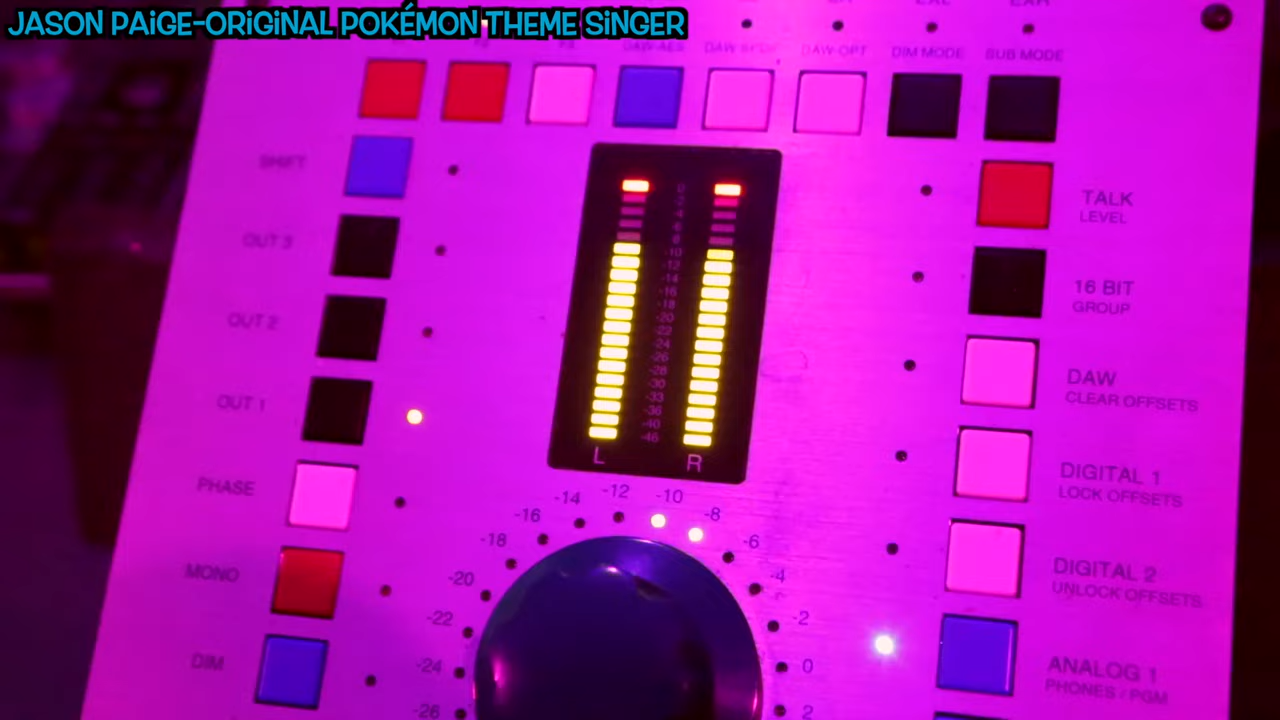 JASON PAiGE-ORiGiNAL POKÉMON THEME SiNGER
DAW-AES
DAW-OPT
DIM MODE
SUB MODE
SHIFT
OUT 3
OUT 2
OUT 1
PHASE
MONO
DIM
TALK
LEVEL
16 BIT
GROUP
DAW
CLEAR OFFSETS
DIGITAL 1
LOCK OFFSETS
DIGITAL 2
UNLOCK OFFSETS
ANALOG 1
PHONES / PGM
0
-2
-4
-6
-8
-10
-12
-14
-16
-18
-20
-22
-24
-26
-28
-30
-33
-36
-40
-46
L
R
-26
-24
-22
-20
-18
-16
-14
-12
-10
-8
-6
-4
-2
0
2